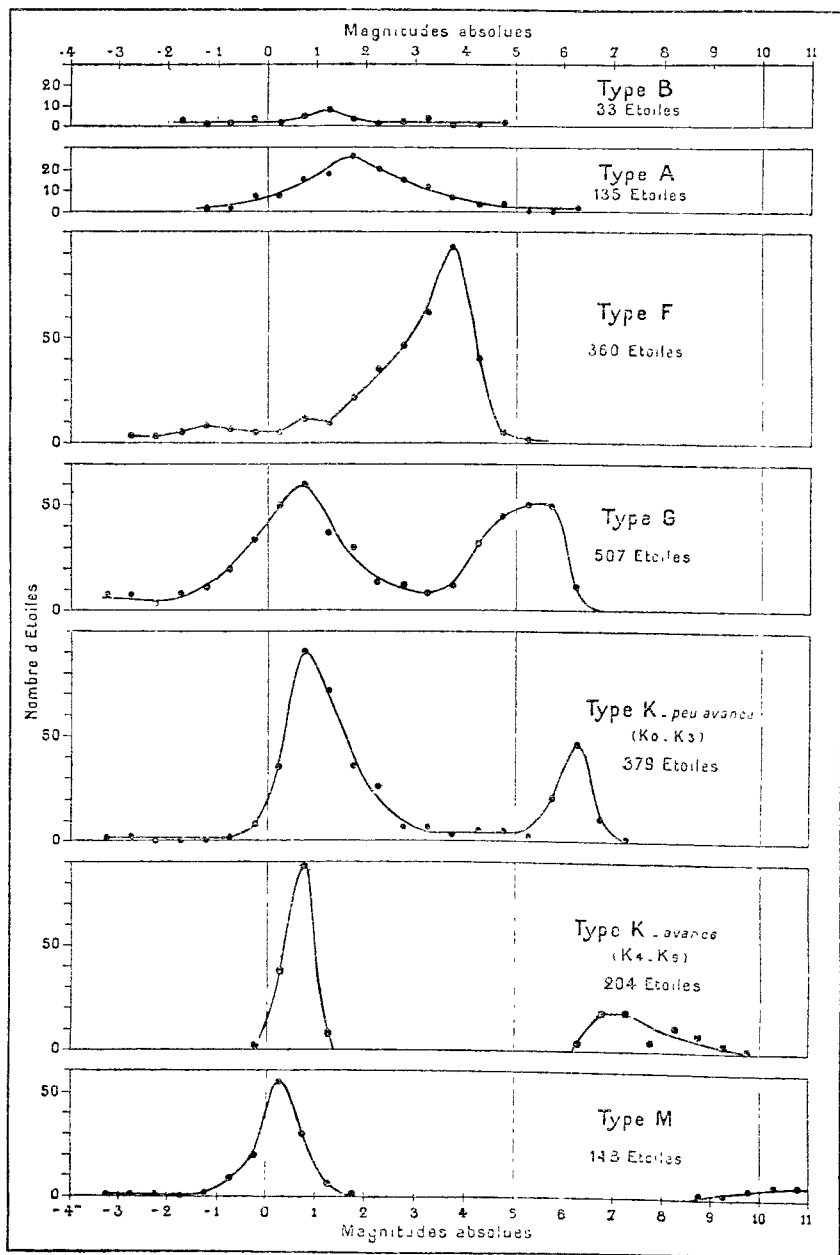 Magnitudes absolues
-4 -3 -2 -1 0 1 2 3 4 5 6 7 8 9 10 11
20
10
0
Type B
33 Etoiles
20
10
0
Type A
135 Etoiles
50
0
Type F
360 Etoiles
50
0
Type G
507 Etoiles
Nombre d'Etoiles
50
0
Type K - peu avance
(K0-K3)
379 Etoiles
50
0
Type K - avance
(K4-K9)
204 Etoiles
50
0
Type M
143 Etoiles
-4 -3 -2 -1 0 1 2 3 4 5 6 7 8 9 10 11
Magnitudes absolues